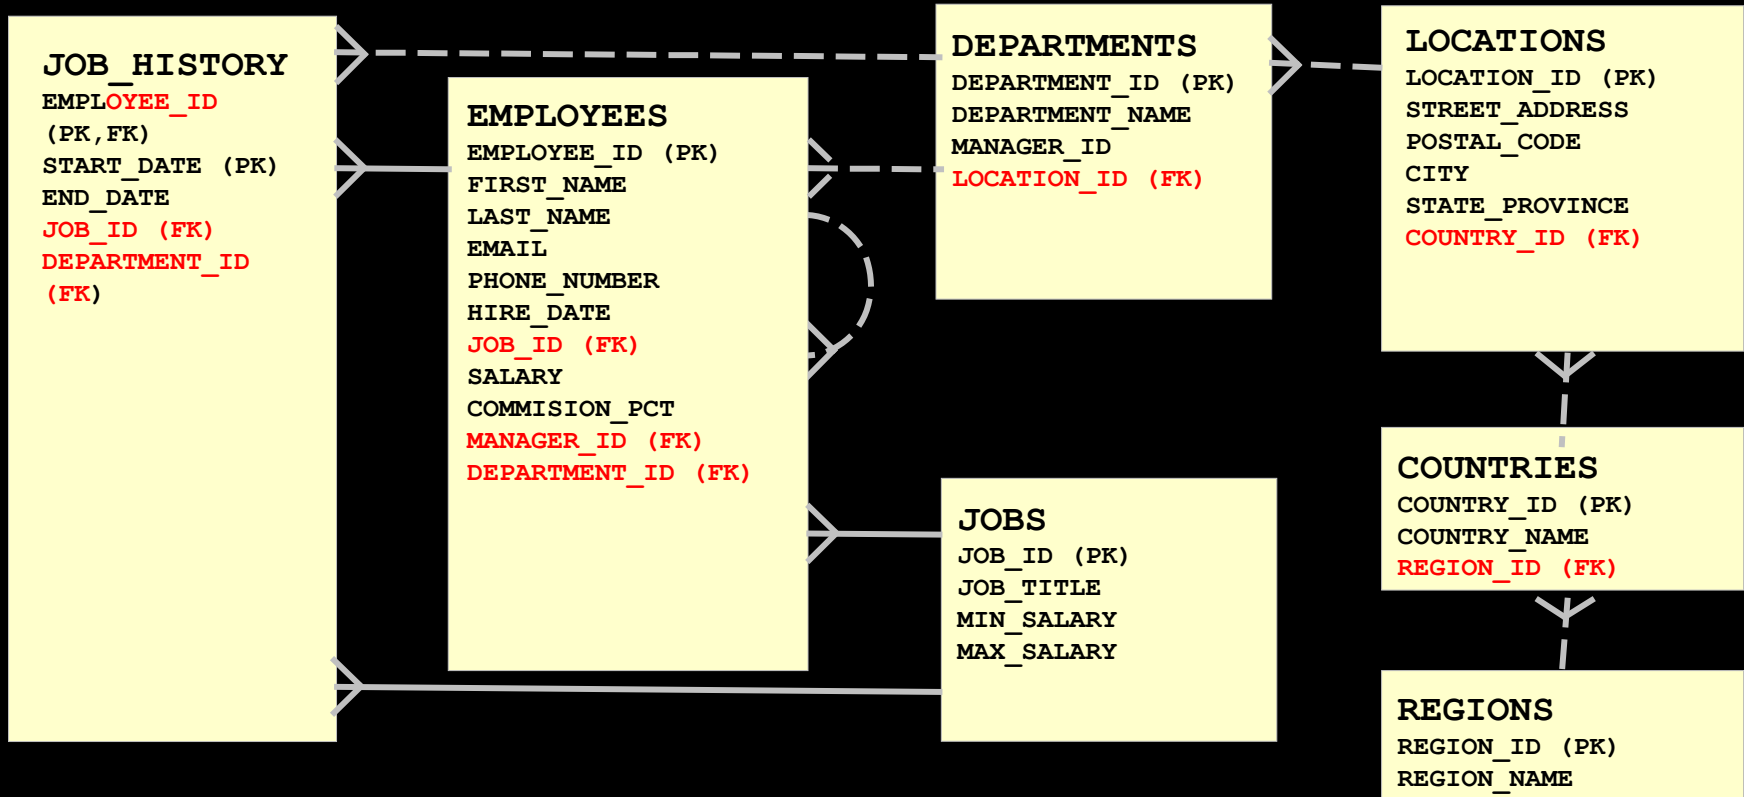 JOB_HISTORY
EMPLOYEE_ID
(PK,FK)
START_DATE (PK)
END_DATE
JOB_ID (FK)
DEPARTMENT_ID
(FK)
EMPLOYEES
EMPLOYEE_ID (PK)
FIRST_NAME
LAST_NAME
EMAIL
PHONE_NUMBER
HIRE_DATE
JOB_ID (FK)
SALARY
COMMISION_PCT
MANAGER_ID (FK)
DEPARTMENT_ID (FK)
DEPARTMENTS
DEPARTMENT_ID (PK)
DEPARTMENT_NAME
MANAGER_ID
LOCATION_ID (FK)
JOBS
JOB_ID (PK)
JOB_TITLE
MIN_SALARY
MAX_SALARY
LOCATIONS
LOCATION_ID (PK)
STREET_ADDRESS
POSTAL_CODE
CITY
STATE_PROVINCE
COUNTRY_ID (FK)
COUNTRIES
COUNTRY_ID (PK)
COUNTRY_NAME
REGION_ID (FK)
REGIONS
REGION_ID (PK)
REGION_NAME